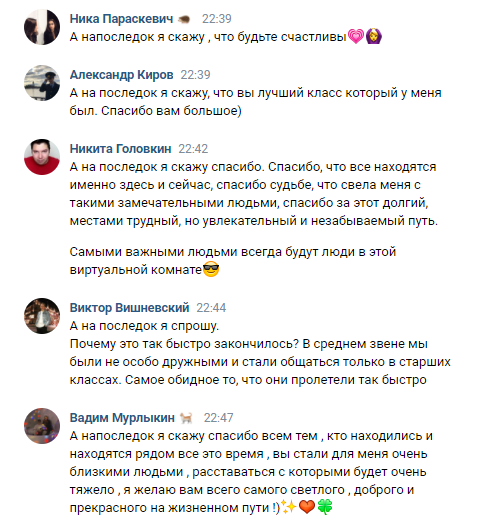 Ника Параскевич 🦔 22:39
А напоследок я скажу , что будьте счастливы💗🙆‍♀️
Александр Киров 22:39
А на последок я скажу, что вы лучший класс который у меня
был. Спасибо вам большое)
Никита Головкин 22:42
А на последок я скажу спасибо. Спасибо, что все находятся
именно здесь и сейчас, спасибо судьбе, что свела меня с
такими замечательными людьми, спасибо за этот долгий,
местами трудный, но увлекательный и незабываемый путь.
Самыми важными людьми всегда будут люди в этой
виртуальной комнате😎
Виктор Вишневский 22:44
А на последок я спрошу.
Почему это так быстро закончилось? В среднем звене мы
были не особо дружными и стали общаться только в старших
классах. Самое обидное то, что они пролетели так быстро
Вадим Мурлыкин 🐈 22:47
А напоследок я скажу спасибо всем тем , кто находились и
находятся рядом все это время , вы стали для меня очень
близкими людьми , расставаться с которыми будет очень
тяжело , я желаю вам всего самого светлого , доброго и
прекрасного на жизненном пути !)✨❤️🍀